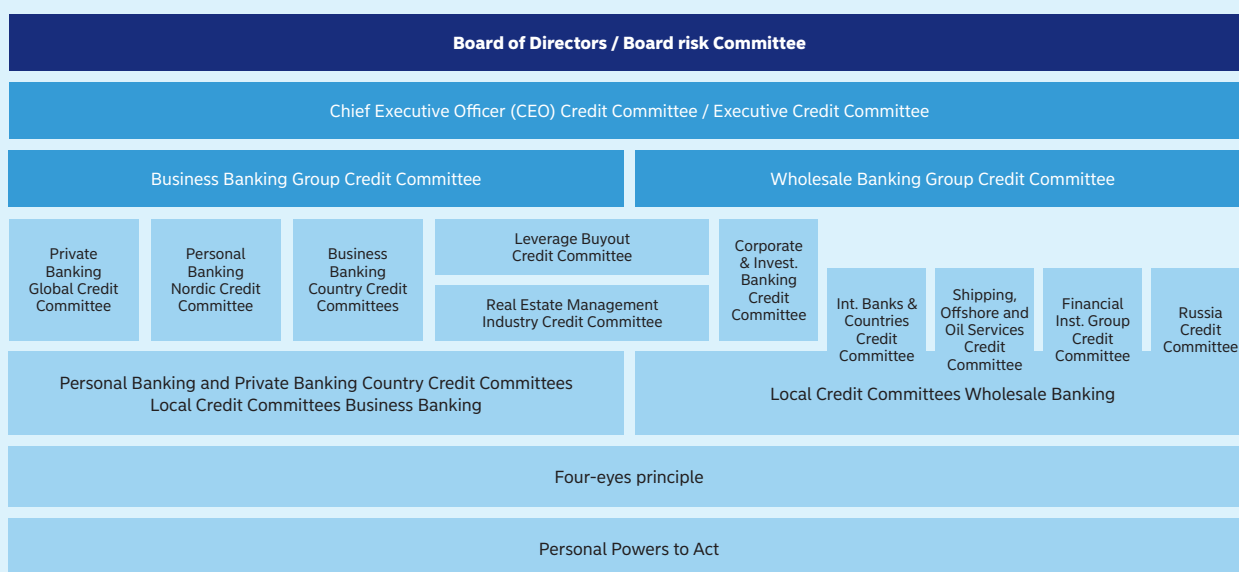 Board of Directors / Board risk Committee
Chief Executive Officer (CEO) Credit Committee / Executive Credit Committee
Business Banking Group Credit Committee
Wholesale Banking Group Credit Committee
Private
Banking
Global Credit
Committee
Personal
Banking
Nordic Credit
Committee
Business
Banking
Country Credit
Committees
Leverage Buyout
Credit Committee
Real Estate Management
Industry Credit Committee
Corporate
& Invest.
Banking
Credit
Committee
Int. Banks &
Countries
Credit
Committee
Shipping,
Offshore and
Oil Services
Credit
Committee
Financial
Inst. Group
Credit
Committee
Russia
Credit
Committee
Personal Banking and Private Banking Country Credit Committees
Local Credit Committees Business Banking
Local Credit Committees Wholesale Banking
Four-eyes principle
Personal Powers to Act